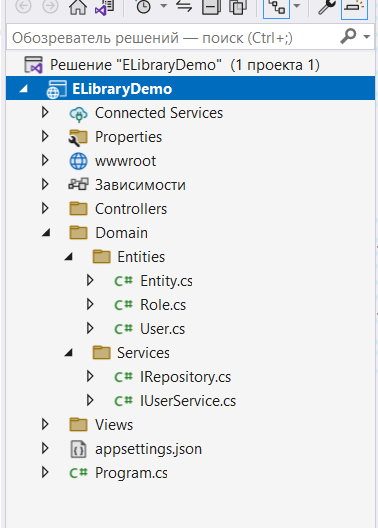 Обозреватель решений — поиск (Ctrl+;)
Решение "ELibraryDemo" (1 проекта 1)
ELibraryDemo
Connected Services
Properties
wwwroot
Зависимости
Controllers
Domain
Entities
C# Entity.cs
C# Role.cs
C# User.cs
Services
C# IRepository.cs
C# IUserService.cs
Views
appsettings.json
C# Program.cs